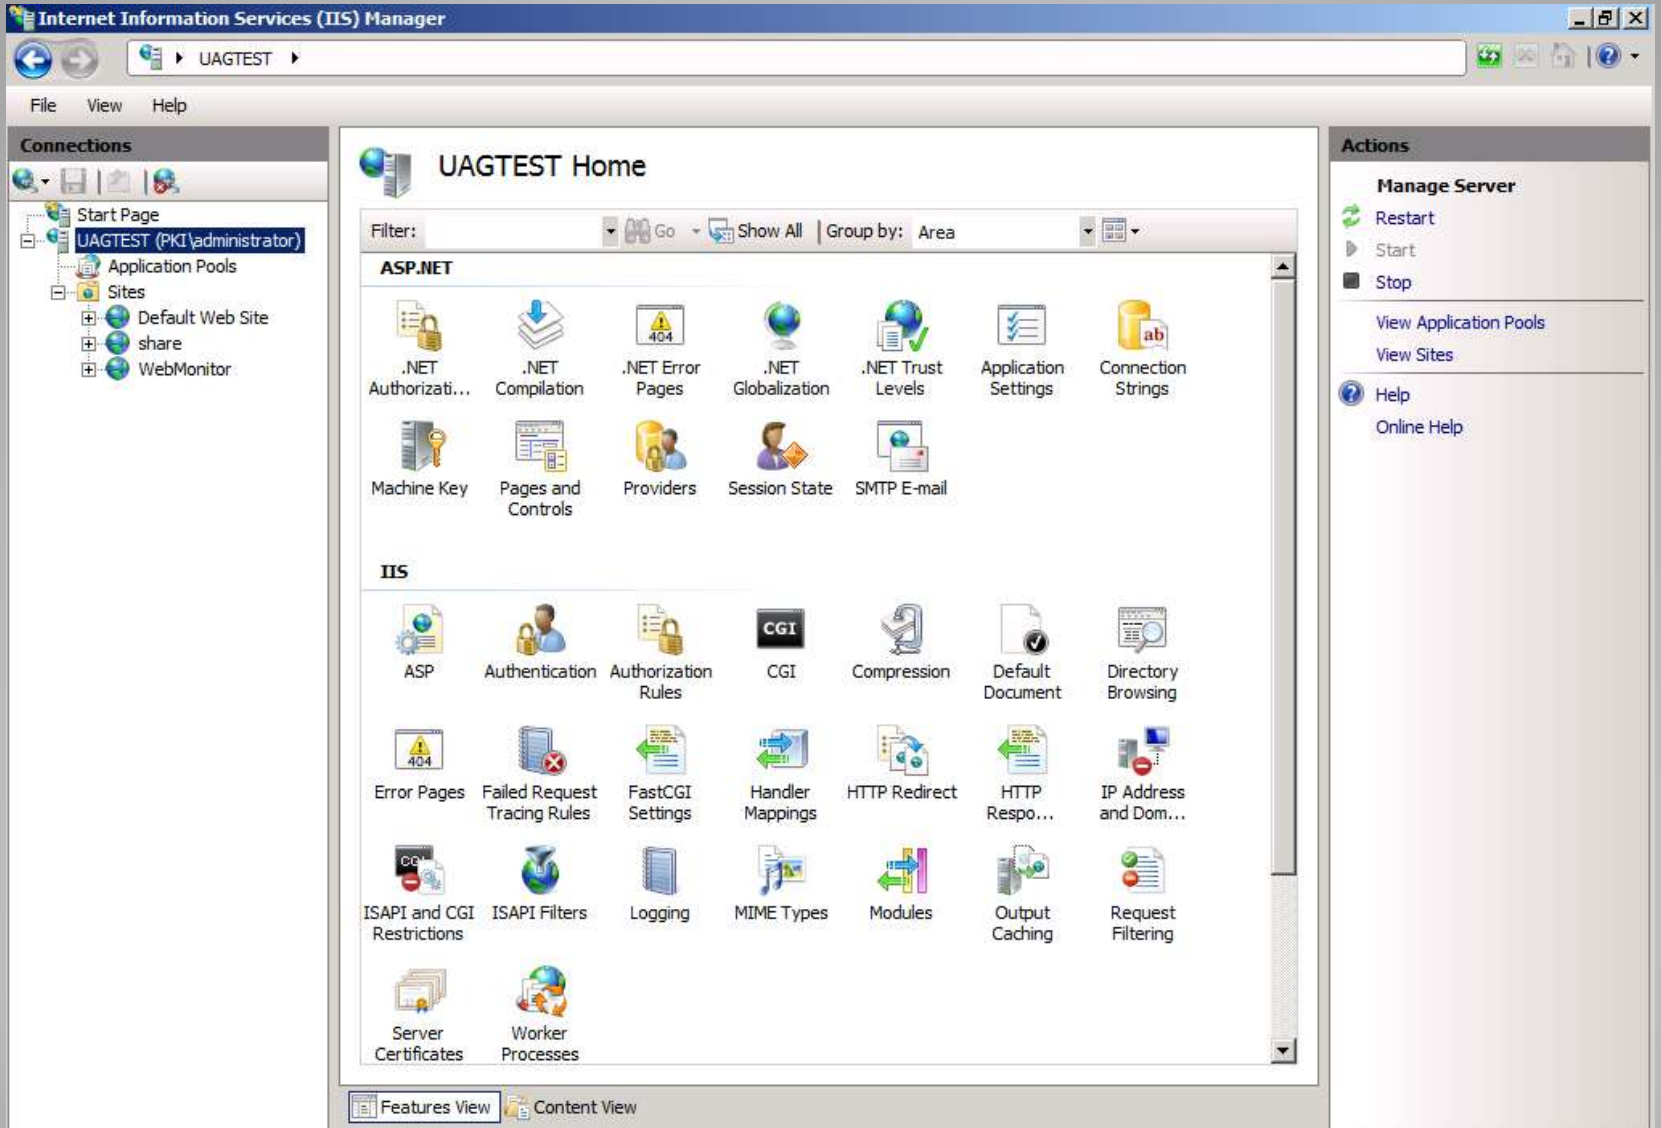 Internet Information Services (IIS) Manager
UAGTEST
File View Help
Connections
Start Page
UAGTEST (PKI\administrator)
Application Pools
Sites
Default Web Site
share
WebMonitor
UAGTEST Home
Filter: Go Show All Group by: Area
ASP.NET
.NET Authorizati...
.NET Compilation
.NET Error Pages
.NET Globalization
.NET Trust Levels
Application Settings
Connection Strings
ab
404
Machine Key
Pages and Controls
Providers
Session State
SMTP E-mail
IIS
ASP
Authentication
Authorization Rules
CGI
CGI
Compression
Default Document
Directory Browsing
404
Error Pages
Failed Request Tracing Rules
FastCGI Settings
Handler Mappings
HTTP Redirect
HTTP Respo...
IP Address and Dom...
ISAPI and CGI Restrictions
ISAPI Filters
Logging
MIME Types
Modules
Output Caching
Request Filtering
Server Certificates
Worker Processes
Features View Content View
Actions
Manage Server
Restart
Start
Stop
View Application Pools
View Sites
Help
Online Help